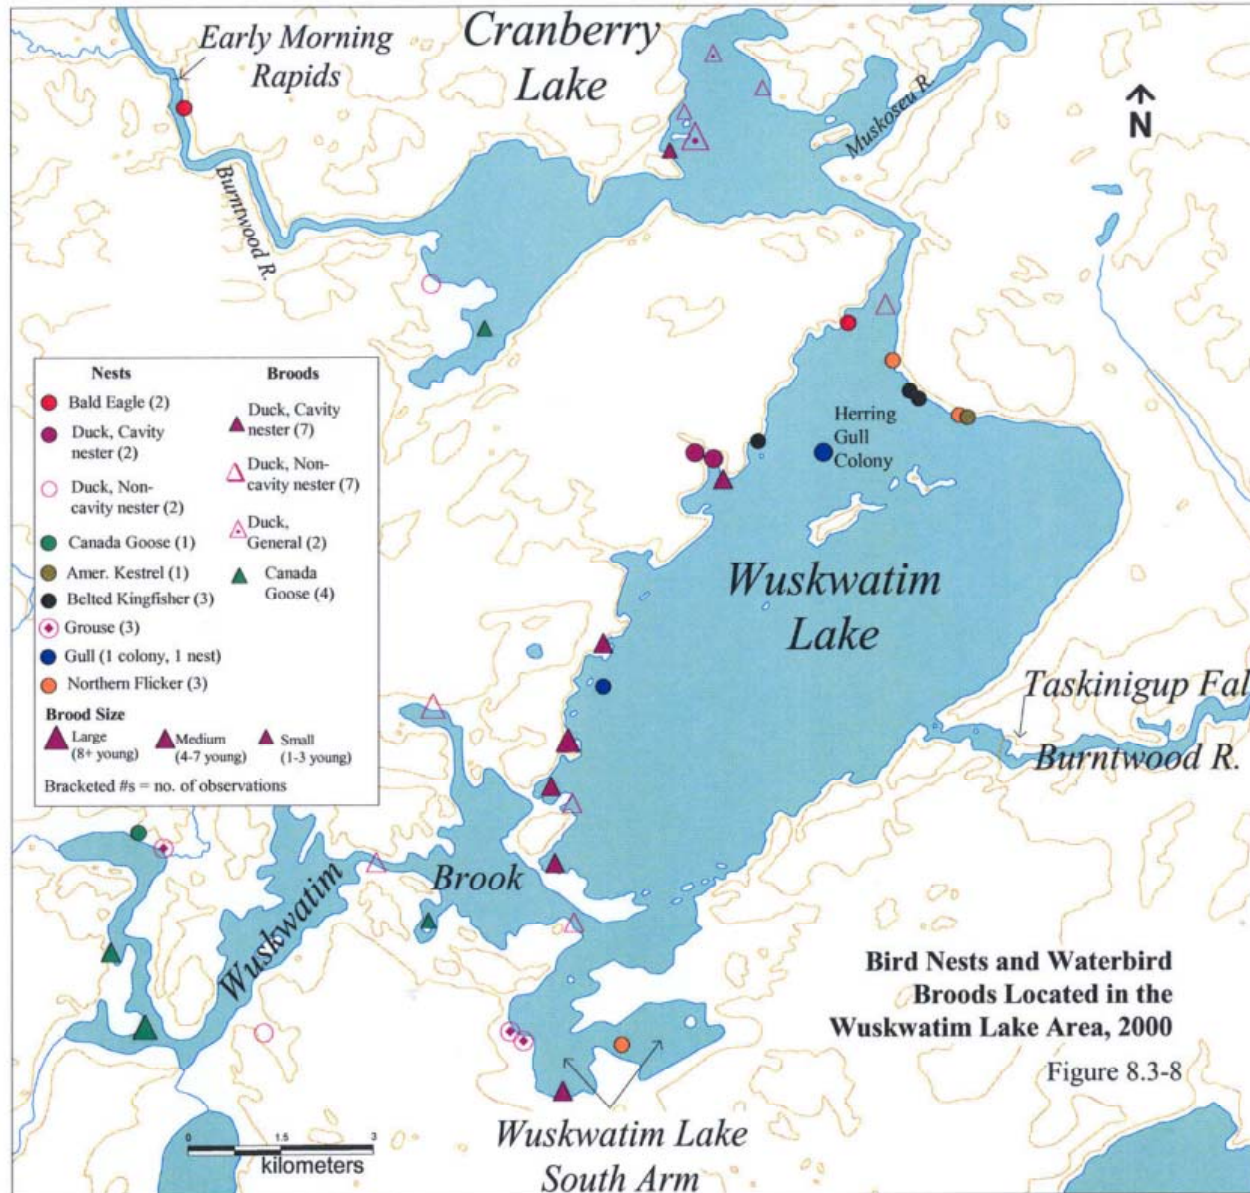 Early Morning
Rapids
Cranberry
Lake
Muskoseu R.
N
Burntwood R.
Nests
Bald Eagle (2)
Duck, Cavity
nester (2)
Duck, Non-
cavity nester (2)
Canada Goose (1)
Amer. Kestrel (1)
Belted Kingfisher (3)
Grouse (3)
Gull (1 colony, 1 nest)
Northern Flicker (3)
Broods
Duck, Cavity
nester (7)
Duck, Non-
cavity nester (7)
Duck,
General (2)
Canada
Goose (4)
Brood Size
Large
(8+ young)
Medium
(4-7 young)
Small
(1-3 young)
Bracketed #s = no. of observations
Herring
Gull
Colony
Wuskwatim
Lake
Taskinigup Fal
Burntwood R.
Wuskwatim
Brook
Bird Nests and Waterbird
Broods Located in the
Wuskwatim Lake Area, 2000
Figure 8.3-8
Wuskwatim Lake
South Arm
0 1.5 3
kilometers